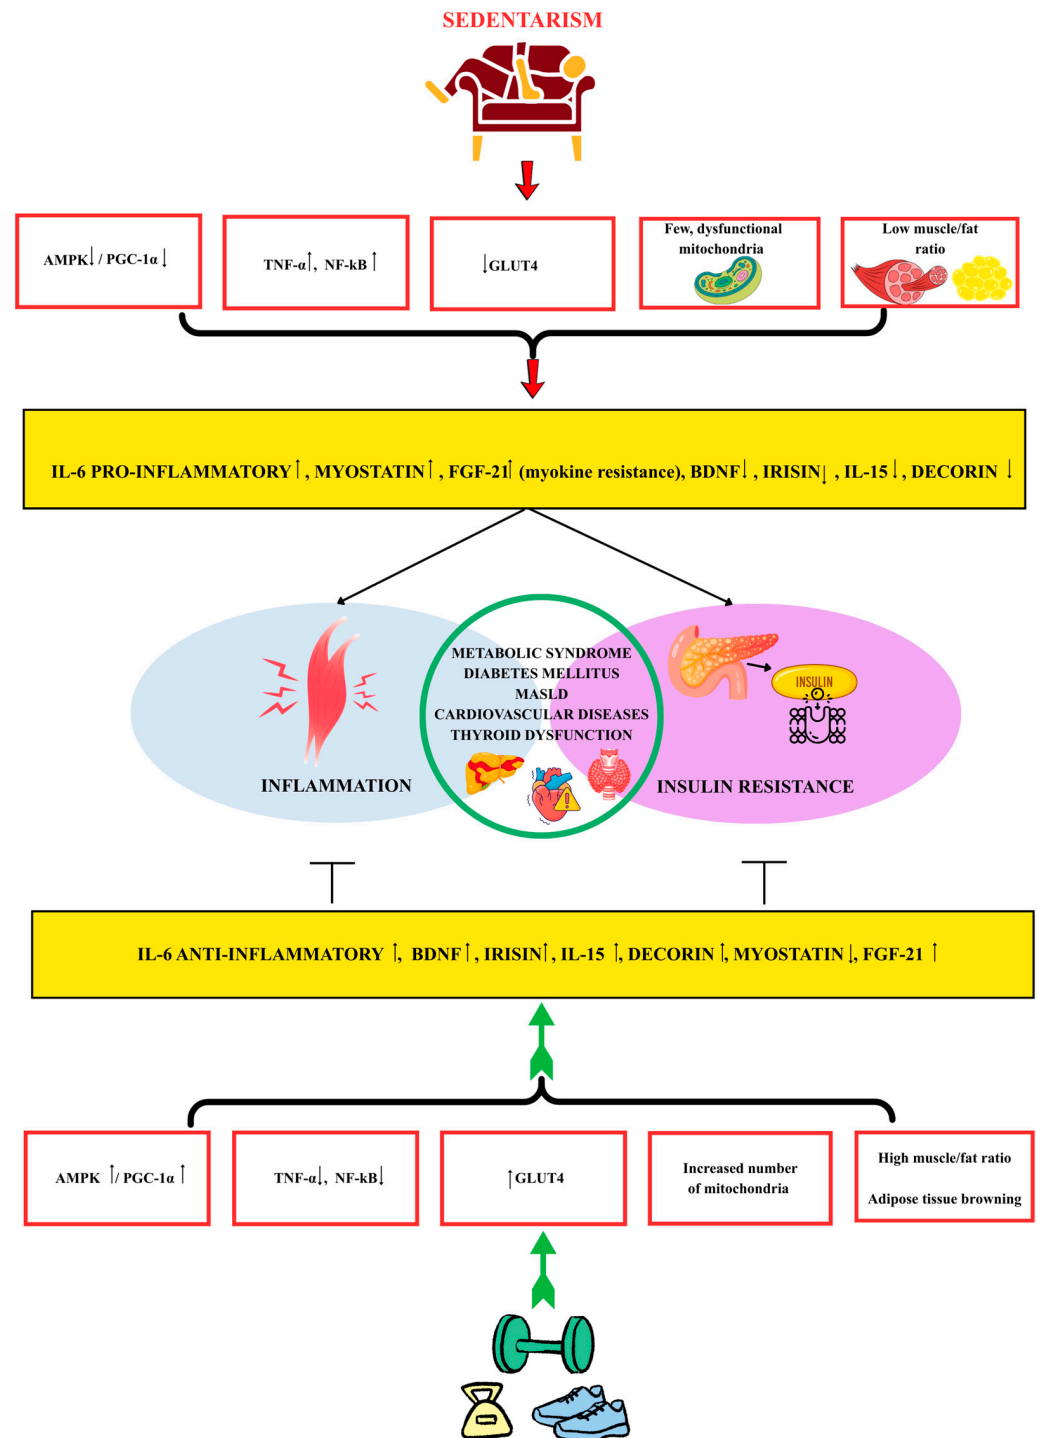 SEDENTARISM
AMPK↓ / PGC-1α ↓
TNF-α↑, NF-kB ↑
↓GLUT4
Few, dysfunctional
mitochondria
Low muscle/fat
ratio
IL-6 PRO-INFLAMMATORY↑, MYOSTATIN↑, FGF-21↑ (myokine resistance), BDNF↓, IRISIN↓, IL-15↓, DECORIN ↓
METABOLIC SYNDROME
DIABETES MELLITUS
MASLD
CARDIOVASCULAR DISEASES
THYROID DYSFUNCTION
INSULIN
INFLAMMATION
INSULIN RESISTANCE
IL-6 ANTI-INFLAMMATORY ↑, BDNF↑, IRISIN↑, IL-15 ↑, DECORIN↑, MYOSTATIN↓, FGF-21 ↑
AMPK ↑/ PGC-1α ↑
TNF-α↓, NF-kB↓
↑GLUT4
Increased number
of mitochondria
High muscle/fat ratio
Adipose tissue browning